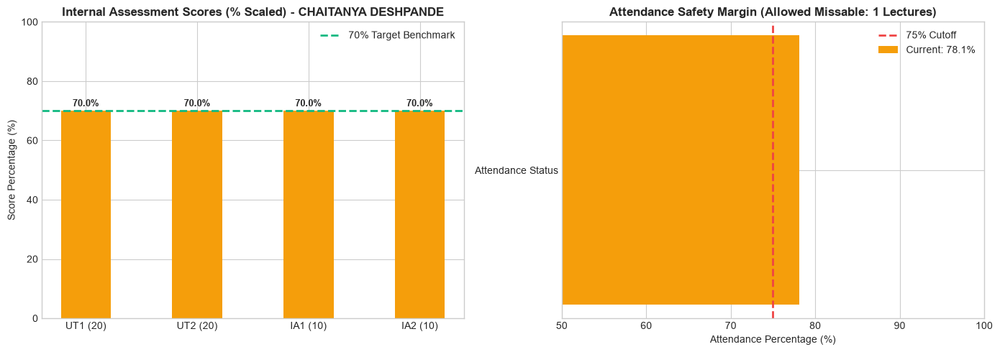 Internal Assessment Scores (% Scaled) - CHAITANYA DESHPANDE
Score Percentage (%)
100
80
60
40
20
0
70% Target Benchmark
70.0%
70.0%
70.0%
70.0%
UT1 (20)
UT2 (20)
IA1 (10)
IA2 (10)
Attendance Safety Margin (Allowed Missable: 1 Lectures)
75% Cutoff
Current: 78.1%
Attendance Status
50
60
70
80
90
100
Attendance Percentage (%)